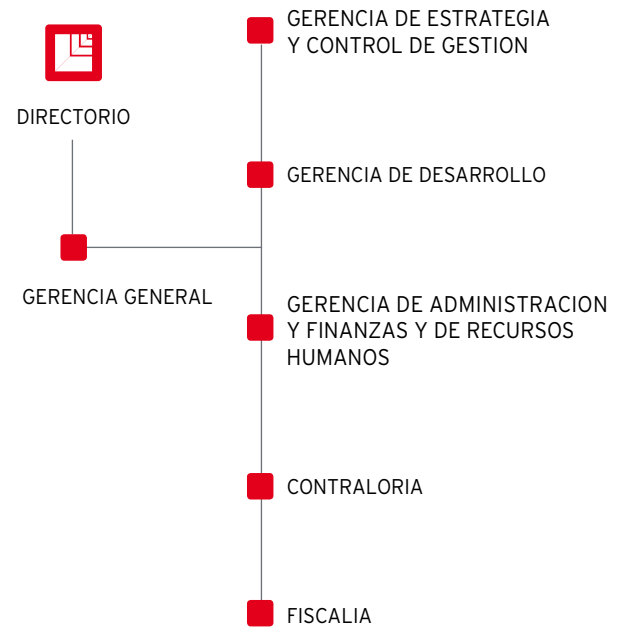 DIRECTORIO
GERENCIA GENERAL
GERENCIA DE ESTRATEGIA
Y CONTROL DE GESTION
GERENCIA DE DESARROLLO
GERENCIA DE ADMINISTRACION
Y FINANZAS Y DE RECURSOS
HUMANOS
CONTRALORIA
FISCALIA